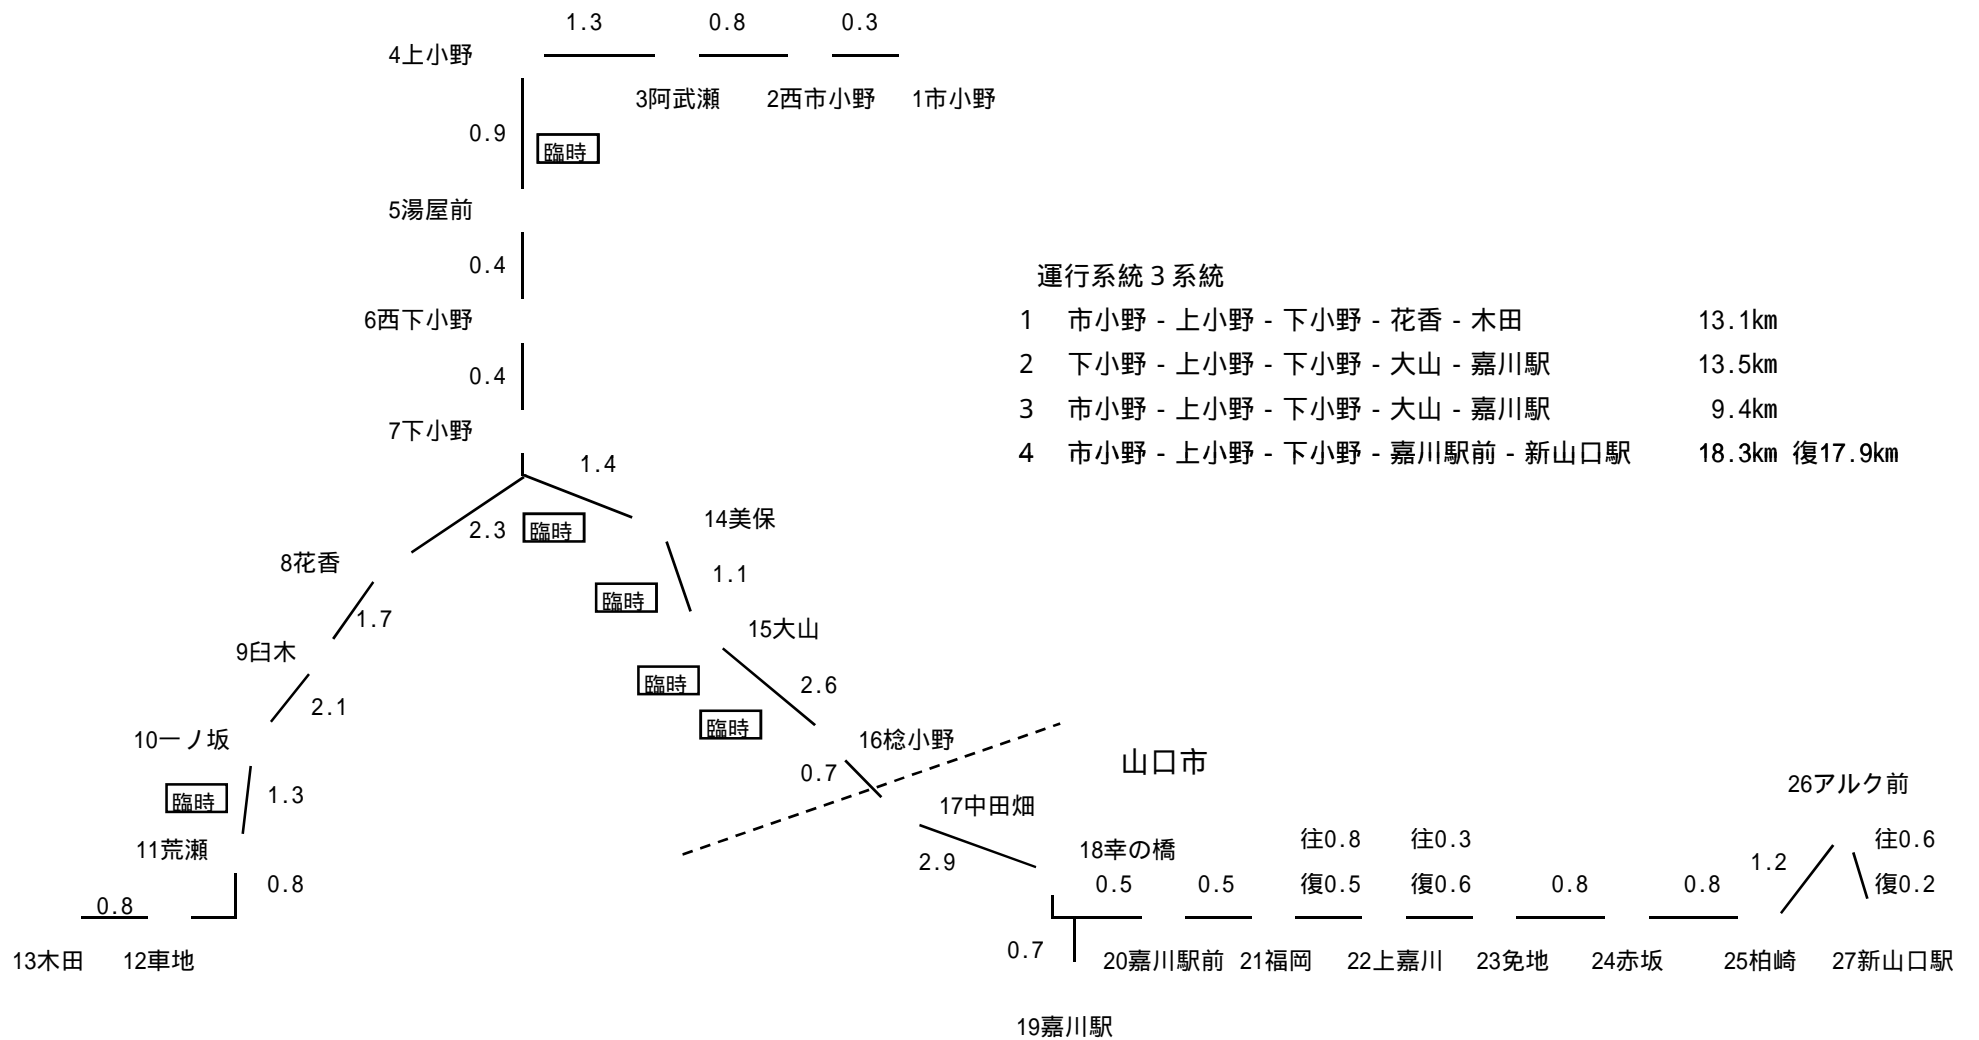 1.3 0.8 0.3
4上小野
3阿武瀬 2西市小野 1市小野
0.9
臨時
5湯屋前
0.4
6西下小野
0.4
7下小野
運行系統３系統
1 市小野 - 上小野 - 下小野 - 花香 - 木田 13.1㎞
2 下小野 - 上小野 - 下小野 - 大山 - 嘉川駅 13.5㎞
3 市小野 - 上小野 - 下小野 - 大山 - 嘉川駅 9.4㎞
4 市小野 - 上小野 - 下小野 - 嘉川駅前 - 新山口駅 18.3㎞ 復17.9㎞
1.4
2.3
臨時
14美保
8花香
1.1
臨時
1.7
15大山
9臼木
臨時
2.6
2.1
臨時
10一ノ坂
16棯小野
山口市
0.7
臨時
1.3
17中田畑
26アルク前
11荒瀬
2.9
18幸の橋
往0.8 往0.3
1.2
往0.6
0.8
0.8
0.5 0.5 復0.5 復0.6 0.8 0.8 復0.2
13木田 12車地
0.7
20嘉川駅前 21福岡 22上嘉川 23免地 24赤坂 25柏崎 27新山口駅
19嘉川駅